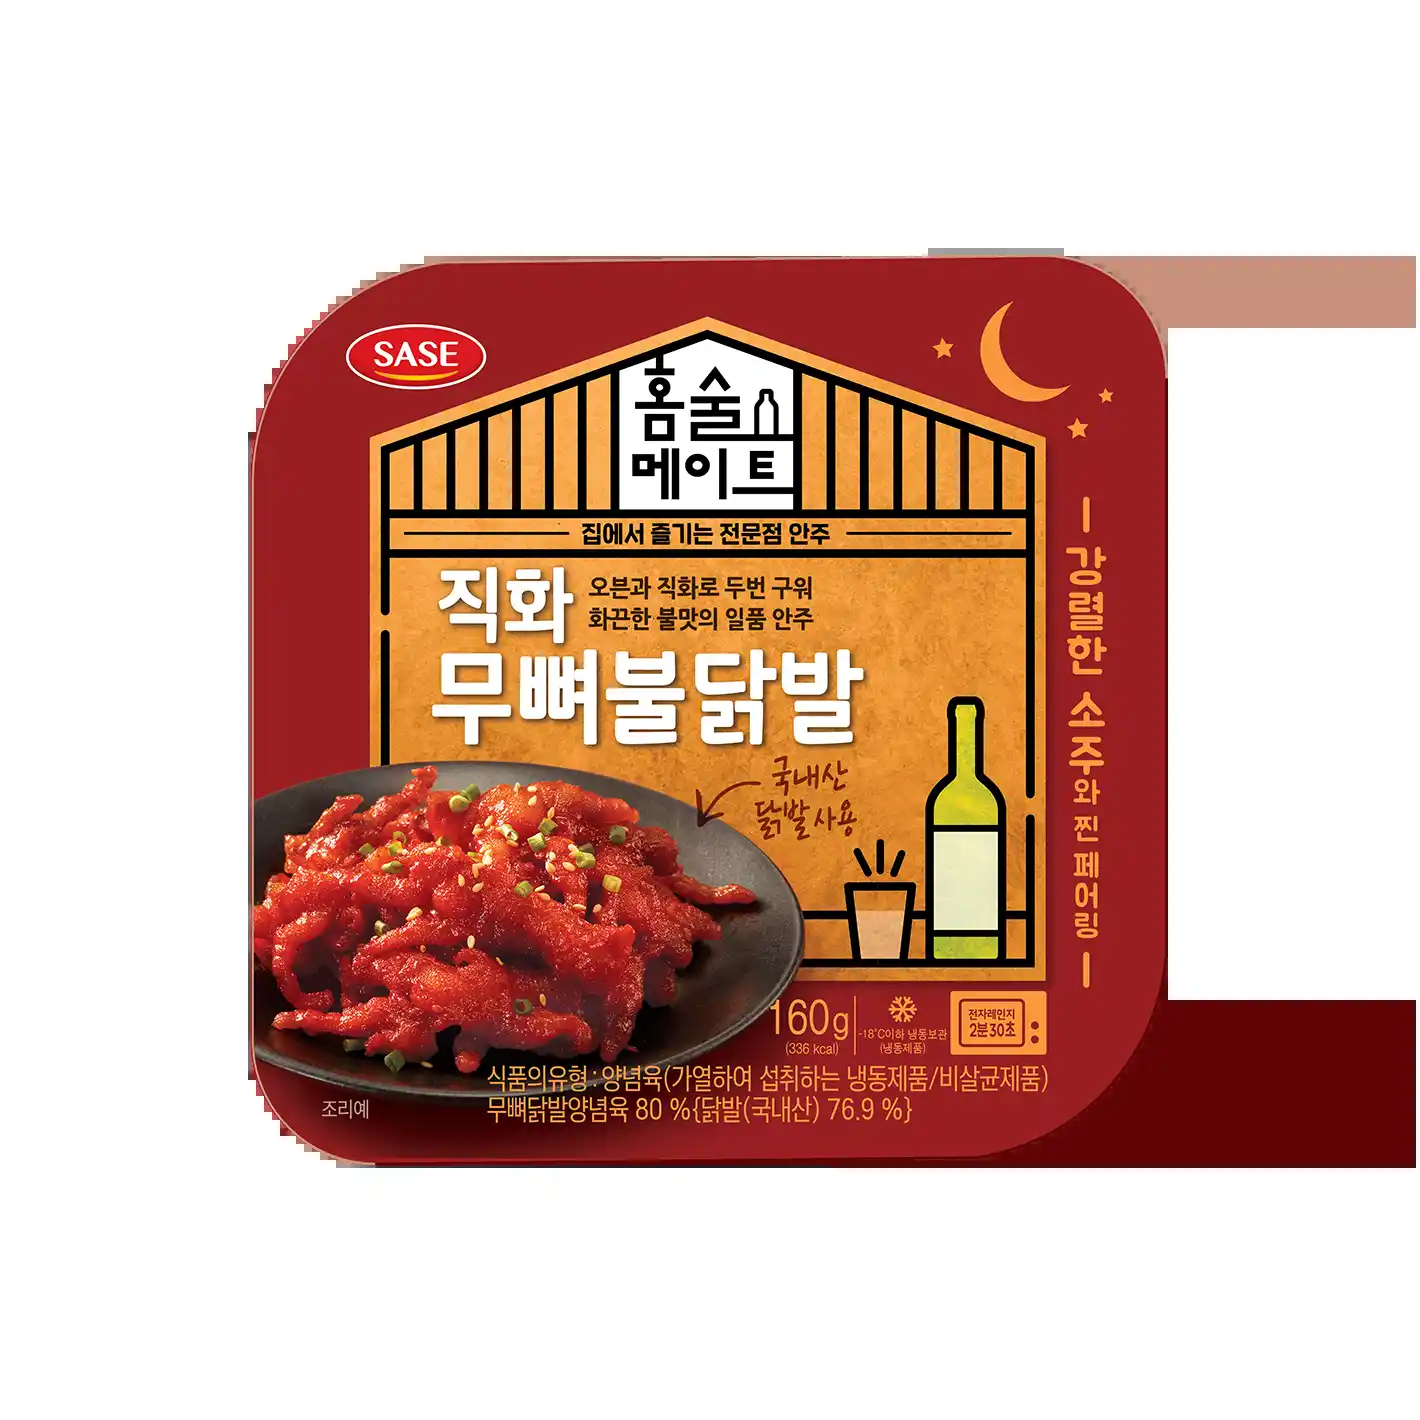 SASE
홈술
메이트
집에서 즐기는 전문점 안주
직화
오븐과 직화로 두번 구워
화끈한 불맛의 일품 안주
무뼈불닭발
국내산
닭발 사용
강렬한 소주와 찐 페어링
160g
(336 kcal)
-18°C이하 냉동보관
(냉동제품)
전자레인지
2분30초
식품의유형 : 양념육(가열하여 섭취하는 냉동제품/비살균제품)
무뼈닭발양념육 80 %{닭발(국내산) 76.9 %}
조리예